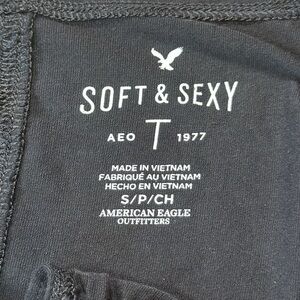 SOFT & SEXY
AEO T 1977
MADE IN VIETNAM
FABRIQUÉ AU VIETNAM
HECHO EN VIETNAM
S/P/CH
AMERICAN EAGLE
OUTFITTERS